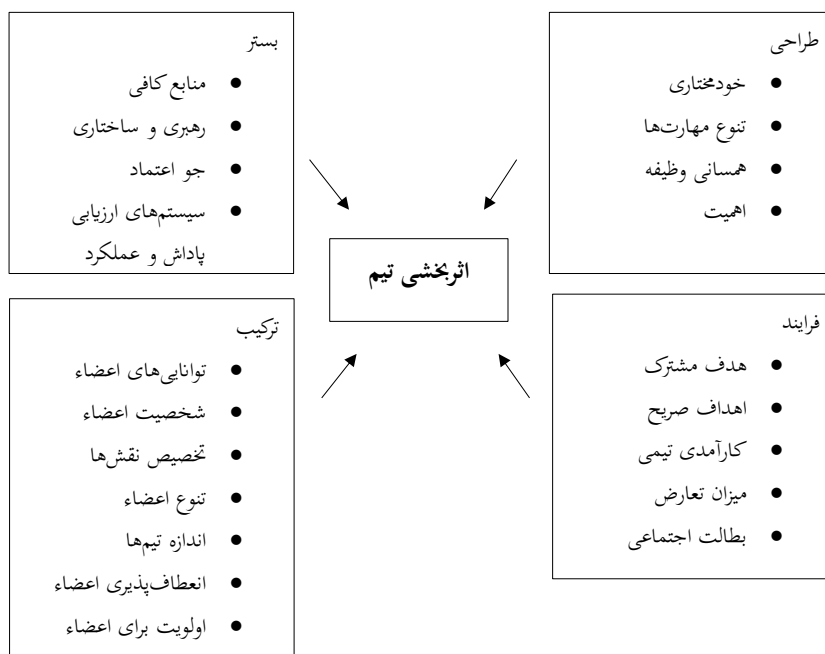 طراحی
خودمختاری
تنوع مهارت‌ها
همسانی وظیفه
اهمیت
بستر
منابع کافی
رهبری و ساختاری
جو اعتماد
سیستم‌های ارزیابی
پاداش و عملکرد
اثربخشی تیم
فرایند
هدف مشترک
اهداف صریح
کارآمدی تیمی
میزان تعارض
بطالت اجتماعی
ترکیب
توانایی‌های اعضاء
شخصیت اعضاء
تخصیص نقش‌ها
تنوع اعضاء
اندازه تیم‌ها
انعطاف‌پذیری اعضاء
اولویت برای اعضاء